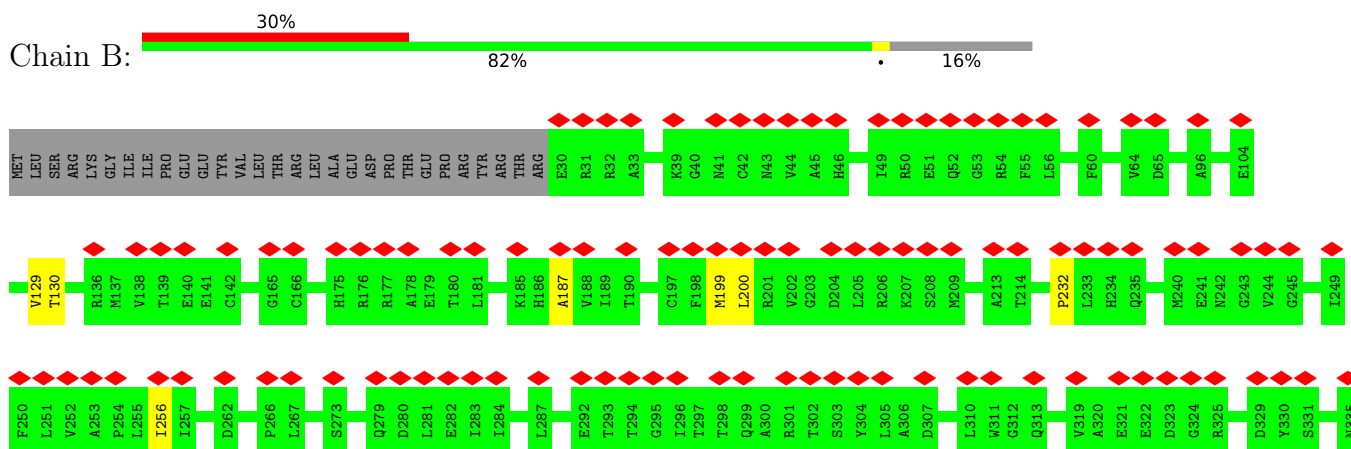 30%
Chain B:
82%
•
16%
MET LEU SER ARG LYS GLY ILE ILE PRO GLU GLU TYR VAL LEU THR ARG LEU ALA GLU ASP PRO THR GLU PRO ARG TYR ARG THR ARG E30 R31 R32 A33 K39 G40 N41 C42 N43 V44 A45 H46 I49 R50 E51 Q52 G53 R54 F55 L56 F60 V64 D65 A96 E104
V129 T130 R136 M137 V138 T139 E140 E141 C142 G165 C166 H175 R176 R177 A178 E179 T180 L181 K185 H186 A187 V188 I189 T190 C197 F198 M199 L200 R201 V202 G203 D204 L205 R206 K207 S208 M209 A213 T214 P232 L233 H234 Q235 M240 E241 N242 G243 V244 G245 I249
F250 L251 V252 A253 P254 L255 I256 I257 D262 P266 L267 S273 Q279 D280 L281 E282 I283 I284 L287 E292 T293 T294 G295 I296 T297 T298 Q299 A300 R301 T302 S303 Y304 L305 A306 D307 L310 W311 G312 Q313 V319 A320 E321 E322 D323 G324 R325 D329 Y330 S331 N335